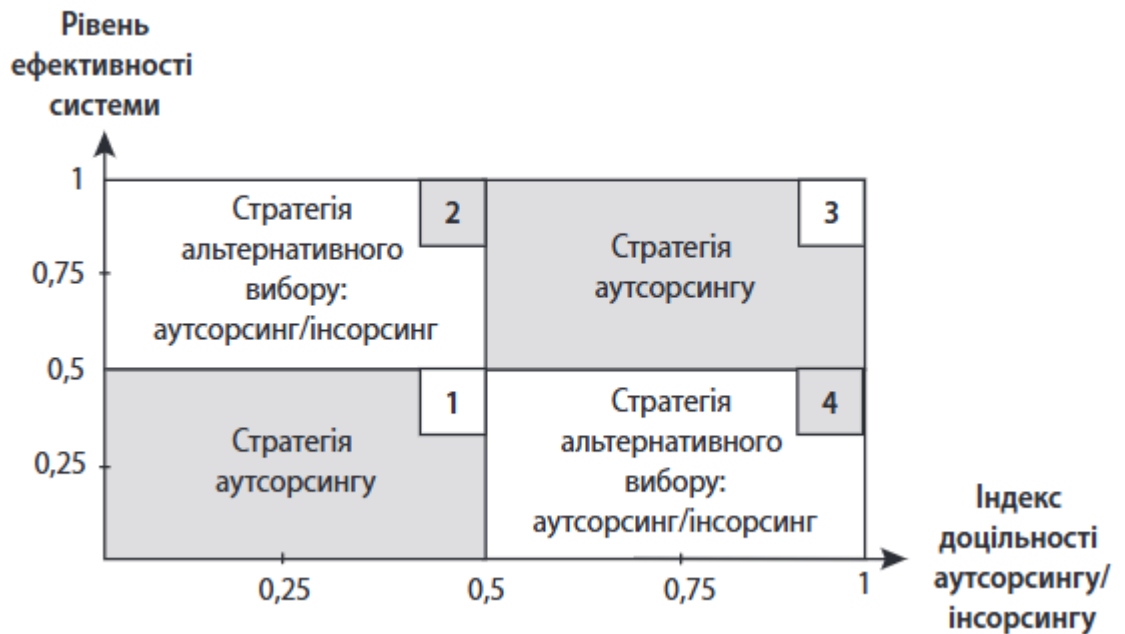 Рівень
ефективності
системи
1
Стратегія
альтернативного
вибору:
аутсорсинг/інсорсинг
2
Стратегія
аутсорсингу
3
0,75
0,5
Стратегія
аутсорсингу
1
Стратегія
альтернативного
вибору:
аутсорсинг/інсорсинг
4
0,25
0,25
0,5
0,75
1
Індекс
доцільності
аутсорсингу/
інсорсингу